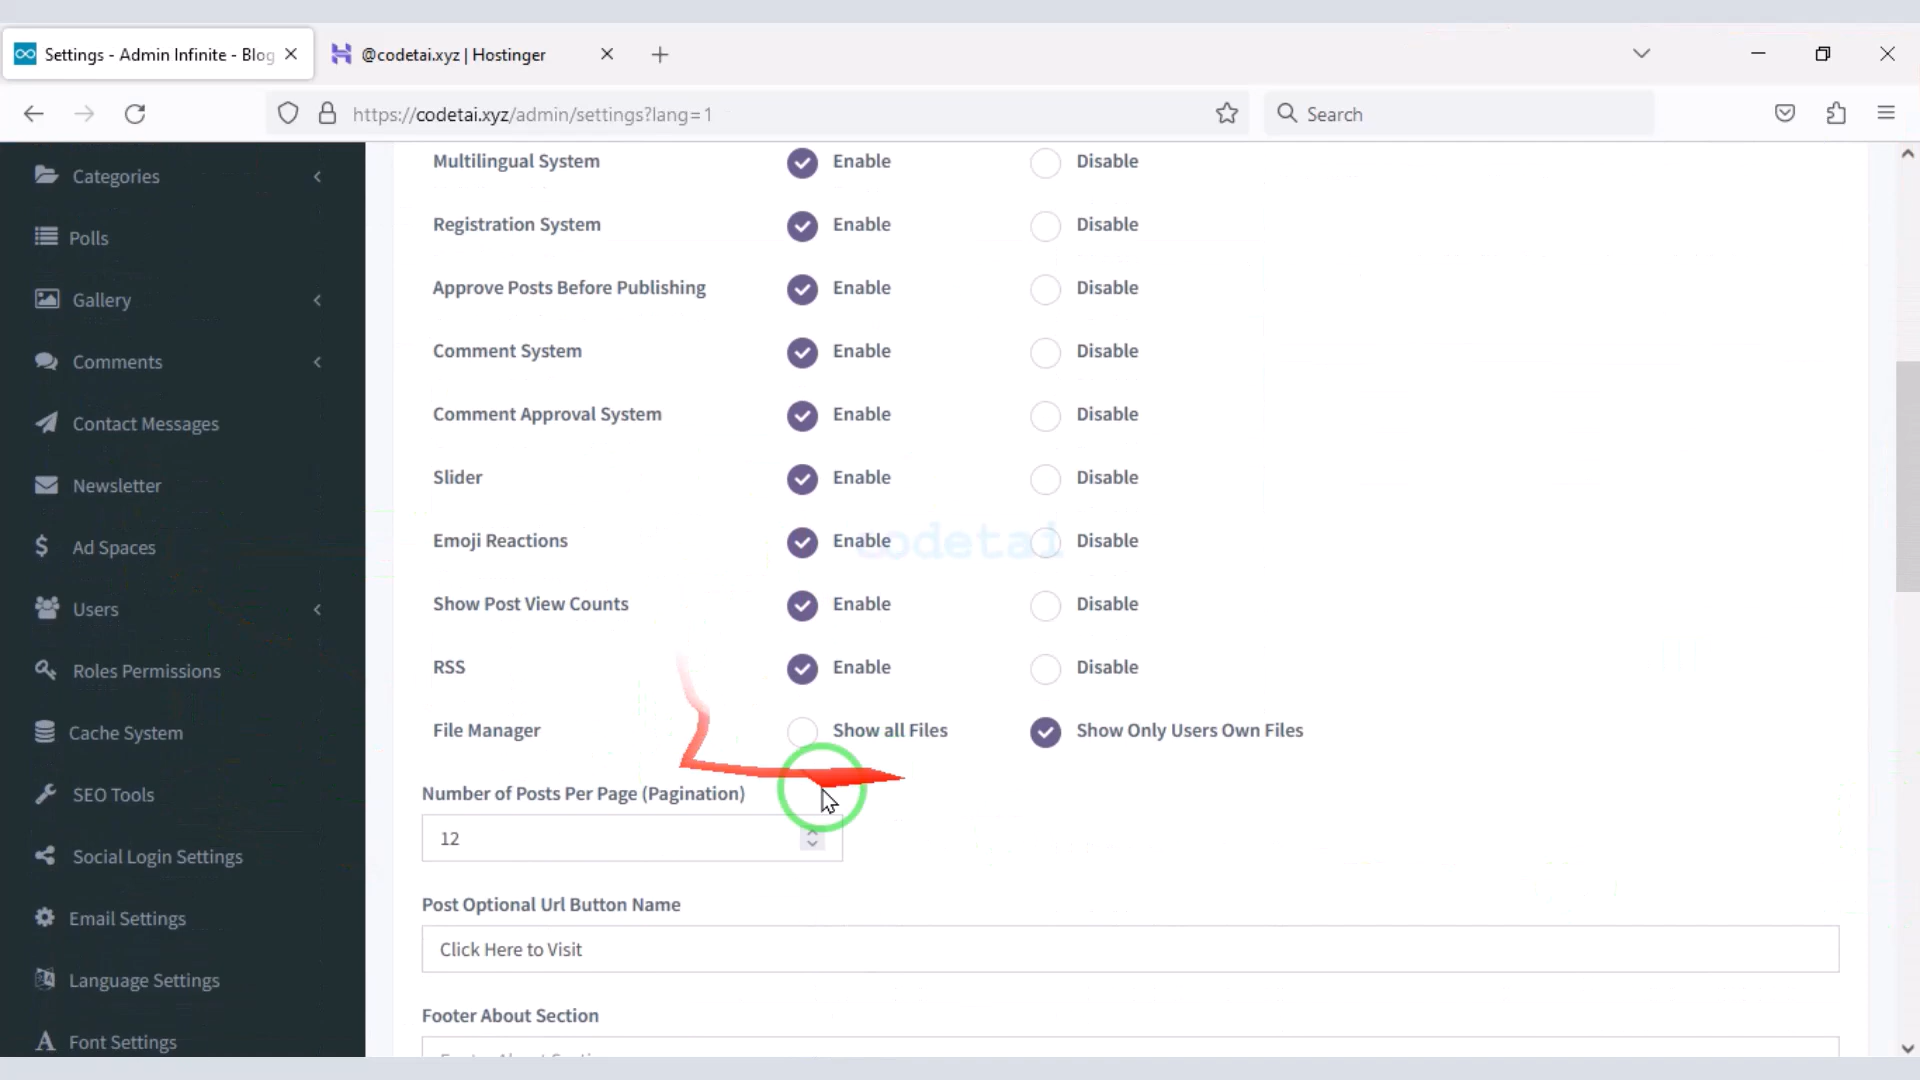 Settings - Admin Infinite - Blog
@codetai.xyz | Hostinger
https://codetai.xyz/admin/settings?lang=1
Search
Categories
Polls
Gallery
Comments
Contact Messages
Newsletter
Ad Spaces
Users
Roles Permissions
Cache System
SEO Tools
Social Login Settings
Email Settings
Language Settings
Font Settings
Multilingual System Enable Disable
Registration System Enable Disable
Approve Posts Before Publishing Enable Disable
Comment System Enable Disable
Comment Approval System Enable Disable
Slider Enable Disable
Emoji Reactions Enable Disable
codetai
Show Post View Counts Enable Disable
RSS Enable Disable
File Manager Show all Files Show Only Users Own Files
Number of Posts Per Page (Pagination)
12
Post Optional Url Button Name
Click Here to Visit
Footer About Section